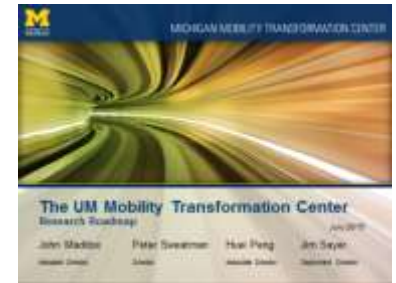 M
MICHIGAN MOBILITY TRANSFORMATION CENTER
The UM Mobility Transformation Center
Research Roadmap
John Maddox Peter Sweatman Huei Peng Jim Sayer
Director